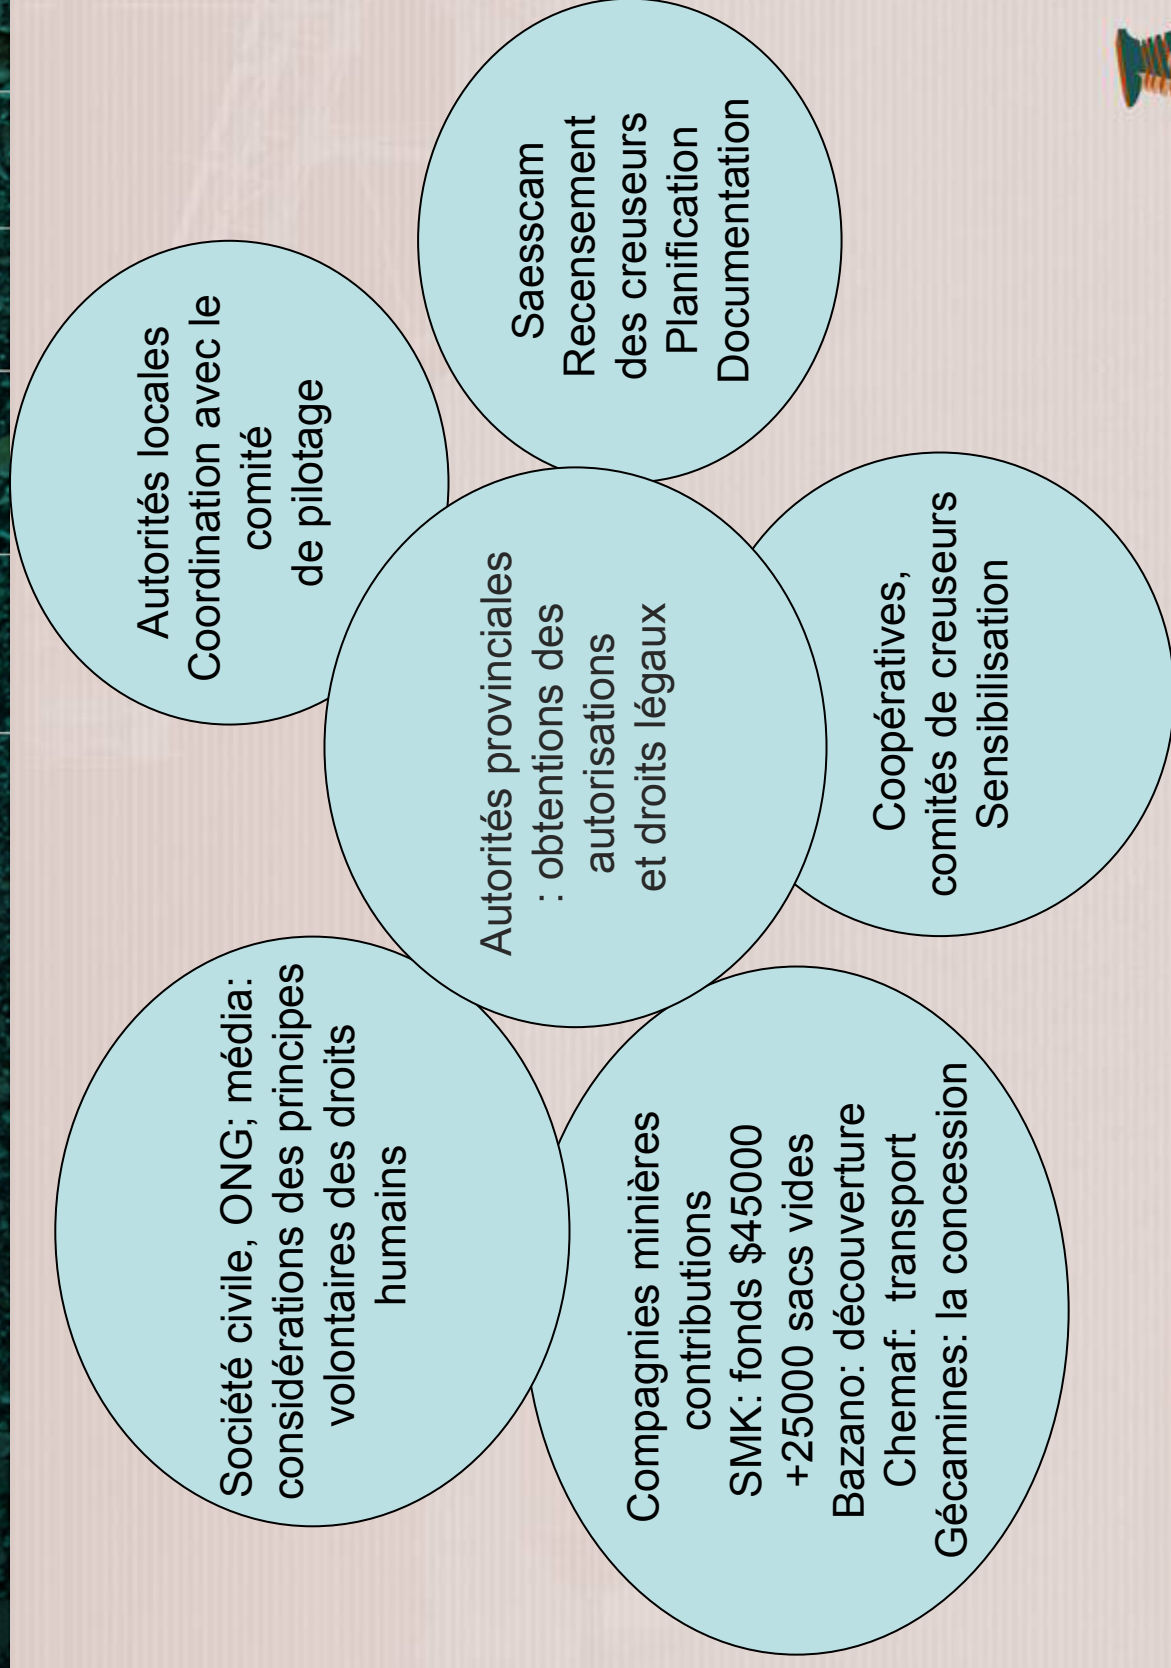 Société civile, ONG; média:
considérations des principes
volontaires des droits
humains
Autorités locales
Coordination avec le
comité
de pilotage
Autorités provinciales
: obtentions des
autorisations
et droits légaux
Saesscam
Recensement
des creuseurs
Planification
Documentation
Compagnies minières
contributions
SMK: fonds $45000
+25000 sacs vides
Bazano: découverture
Chemaf:  transport
Gécamines: la concession
Coopératives,
comités de creuseurs
Sensibilisation